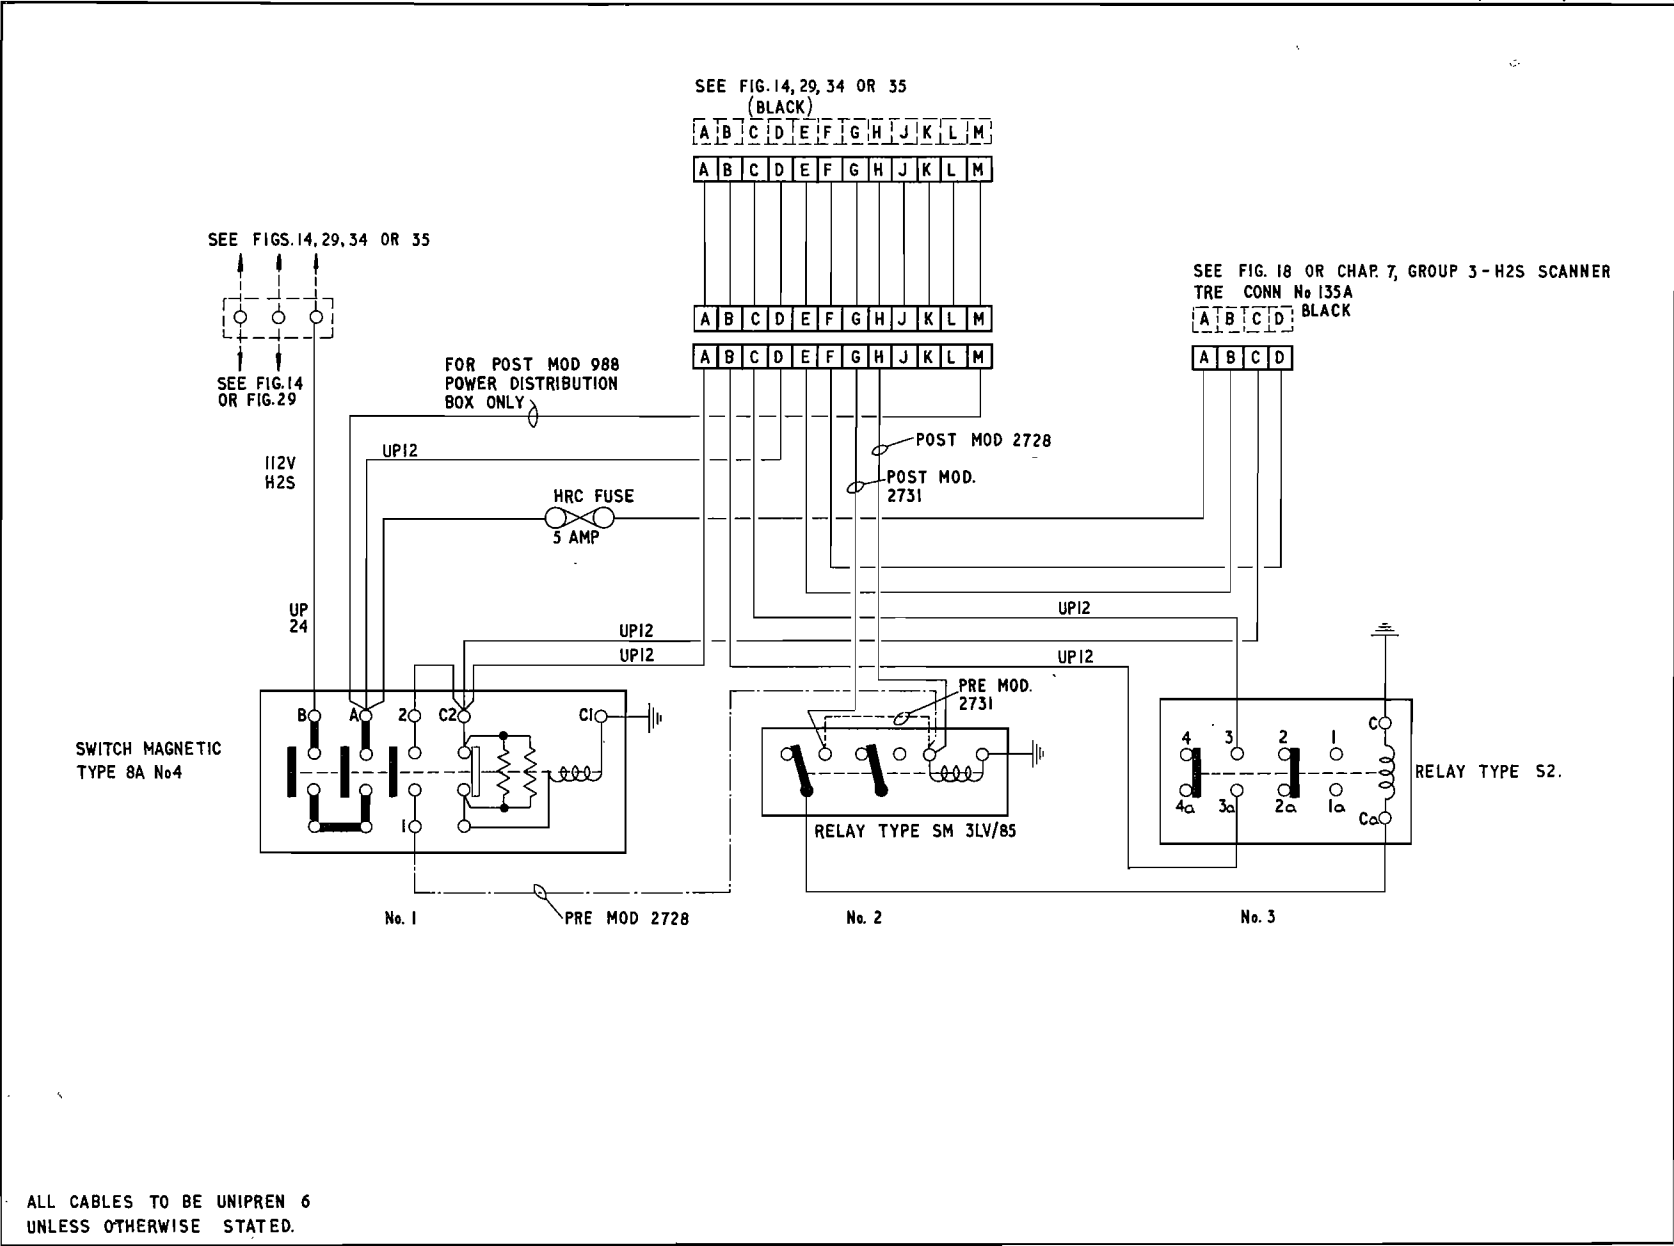 SEE FIG. 14, 29, 34 OR 35
(BLACK)
A B C D E F G H J K L M
A B C D E F G H J K L M
SEE FIGS. 14, 29, 34 OR 35
SEE FIG. 18 OR CHAP. 7, GROUP 3 - H2S SCANNER
TRE CONN No 135A
A B C D BLACK
A B C D E F G H J K L M
A B C D E F G H J K L M
A B C D
SEE FIG. 14
OR FIG. 29
FOR POST MOD 988
POWER DISTRIBUTION
BOX ONLY
UP12
POST MOD 2728
112V
H2S
POST MOD.
2731
HRC FUSE
5 AMP
UP
24
UP12
UP12
UP12
UP12
PRE MOD.
2731
B A 2 C2 C1
SWITCH MAGNETIC
TYPE 8A No4
1
RELAY TYPE SM 3LV/85
C
4 3 2 1
RELAY TYPE S2.
4a 3a 2a 1a
Ca
No. 1
PRE MOD 2728
No. 2
No. 3
ALL CABLES TO BE UNIPREN 6
UNLESS OTHERWISE STATED.